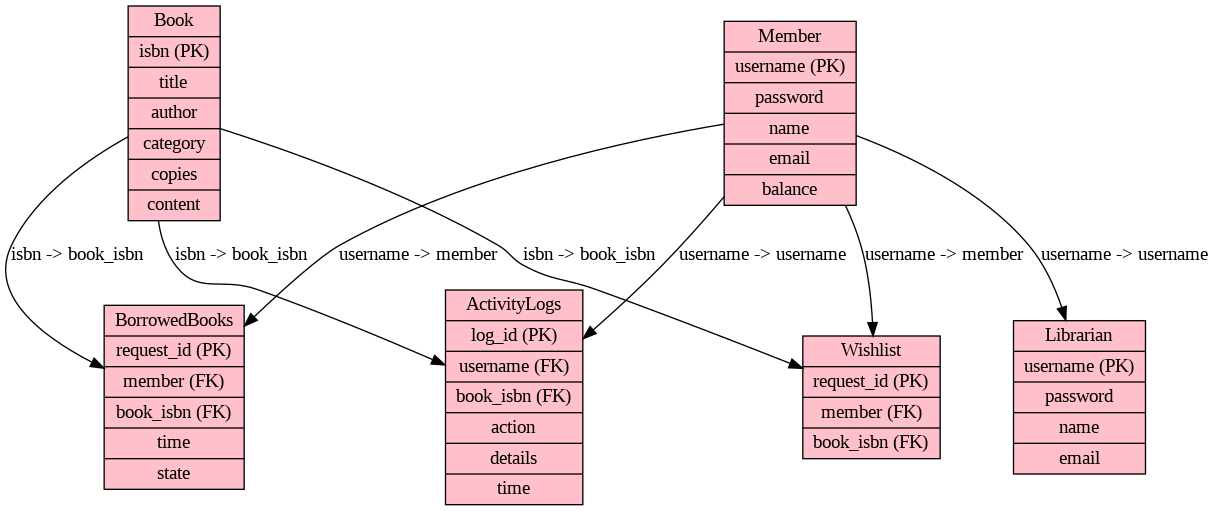 Book
isbn (PK)
title
author
category
copies
content
Member
username (PK)
password
name
email
balance
isbn -> book_isbn
isbn -> book_isbn
username -> member
isbn -> book_isbn
username -> username
username -> member
username -> username
BorrowedBooks
request_id (PK)
member (FK)
book_isbn (FK)
time
state
ActivityLogs
log_id (PK)
username (FK)
book_isbn (FK)
action
details
time
Wishlist
request_id (PK)
member (FK)
book_isbn (FK)
Librarian
username (PK)
password
name
email